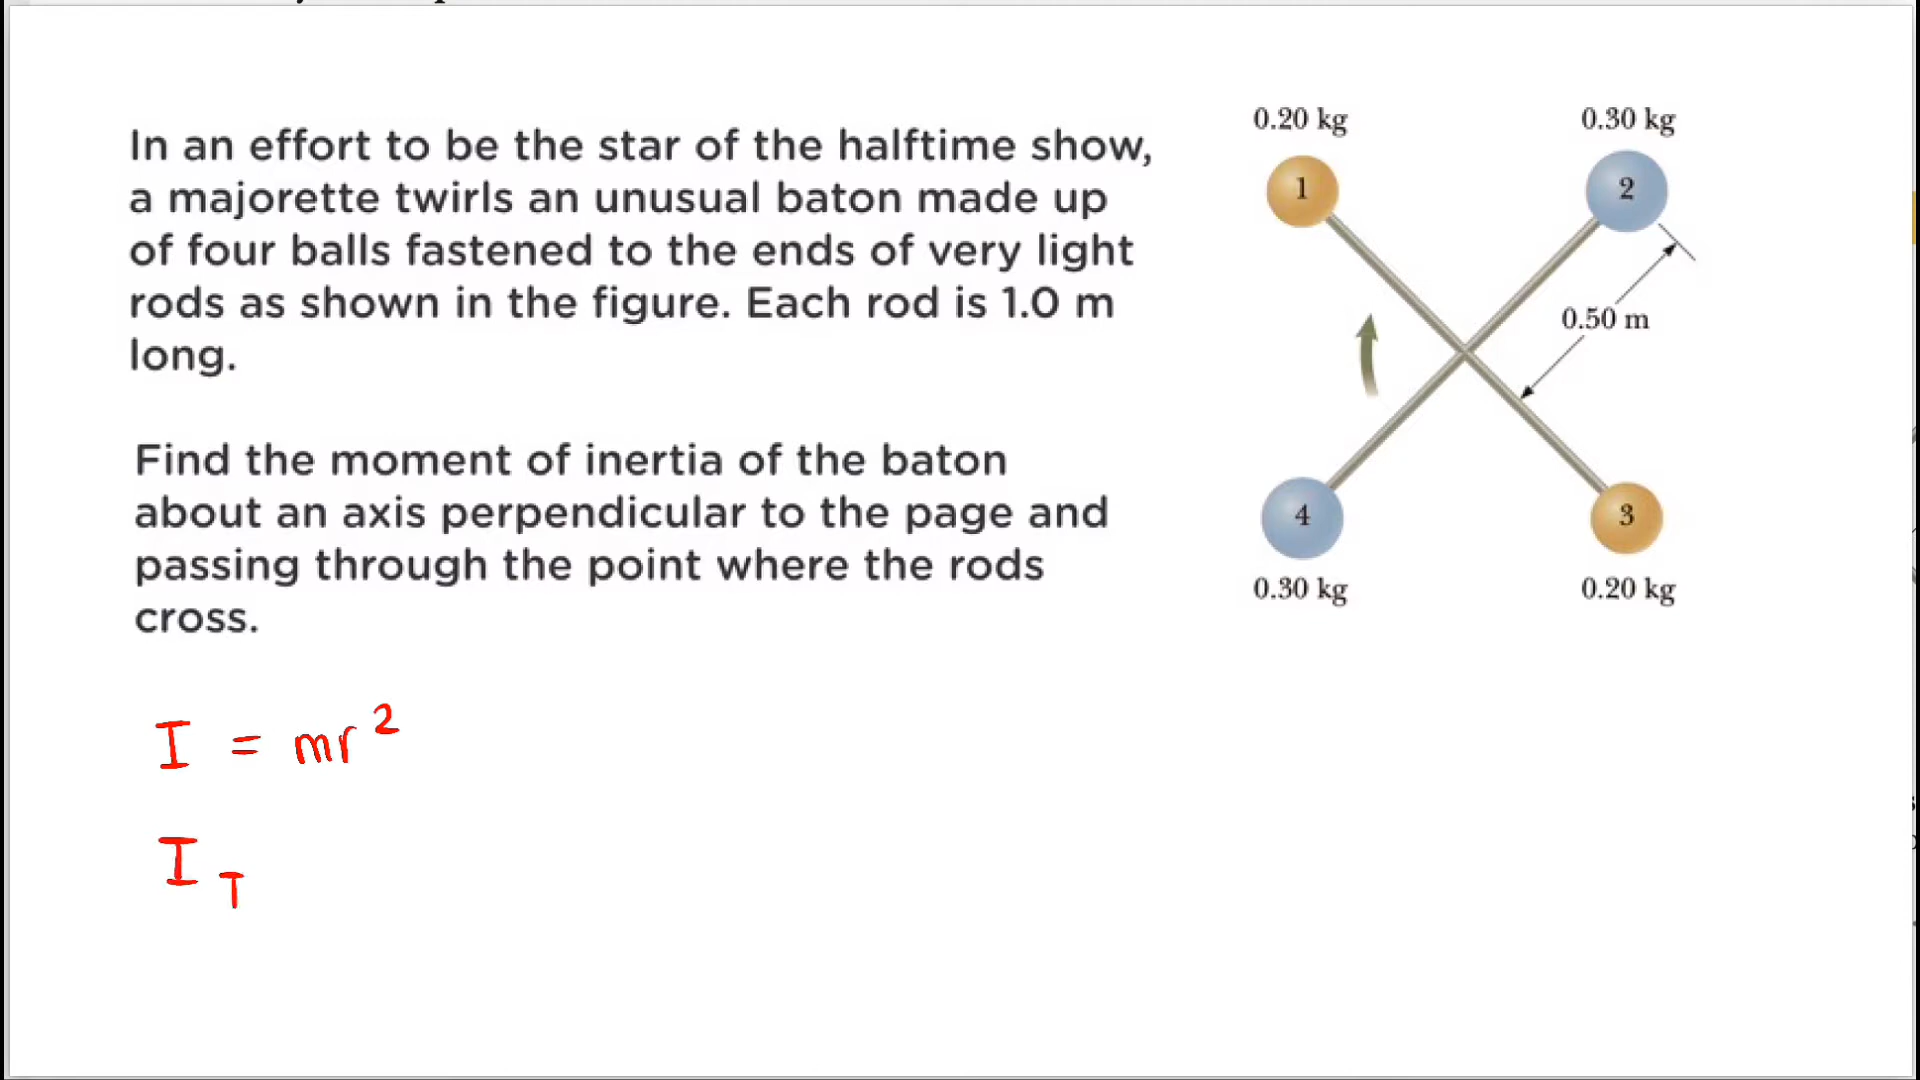 In an effort to be the star of the halftime show,
a majorette twirls an unusual baton made up
of four balls fastened to the ends of very light
rods as shown in the figure. Each rod is 1.0 m
long.
Find the moment of inertia of the baton
about an axis perpendicular to the page and
passing through the point where the rods
cross.
I = mr²
I_T
0.20 kg
0.30 kg
1
2
0.50 m
4
3
0.30 kg
0.20 kg